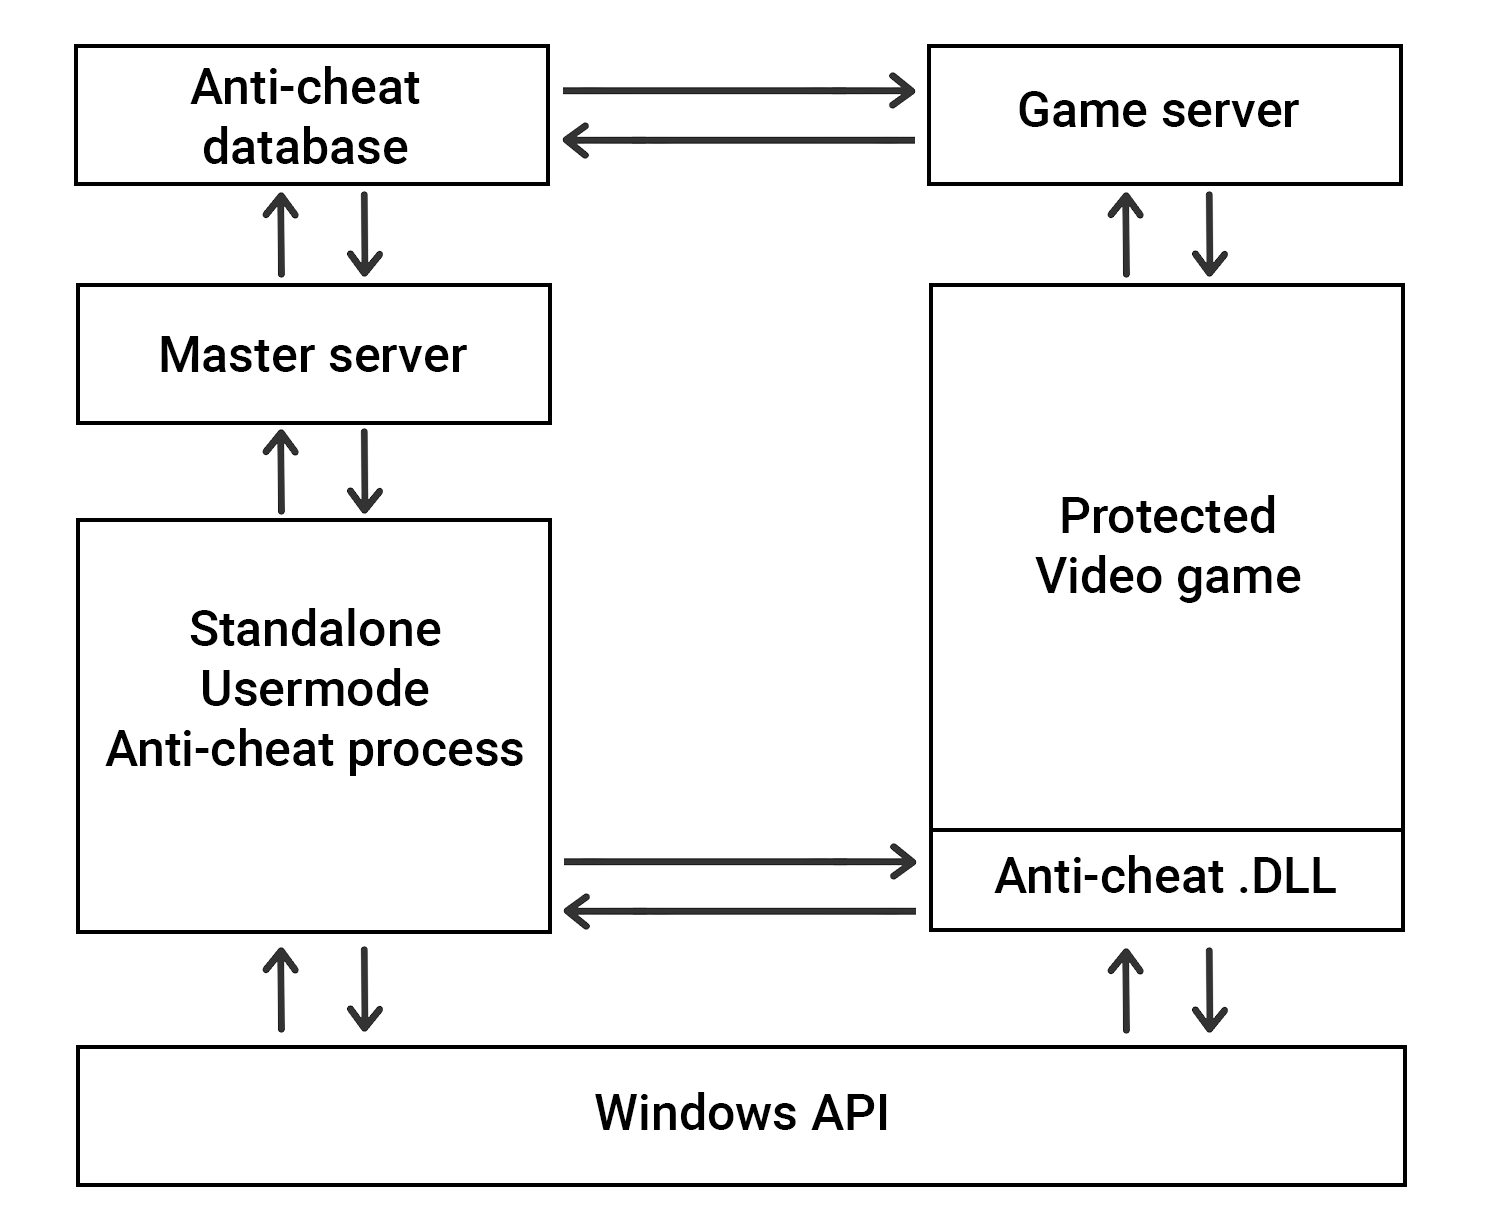 Anti-cheat
database
Game server
Master server
Protected
Video game
Standalone
Usermode
Anti-cheat process
Anti-cheat .DLL
Windows API